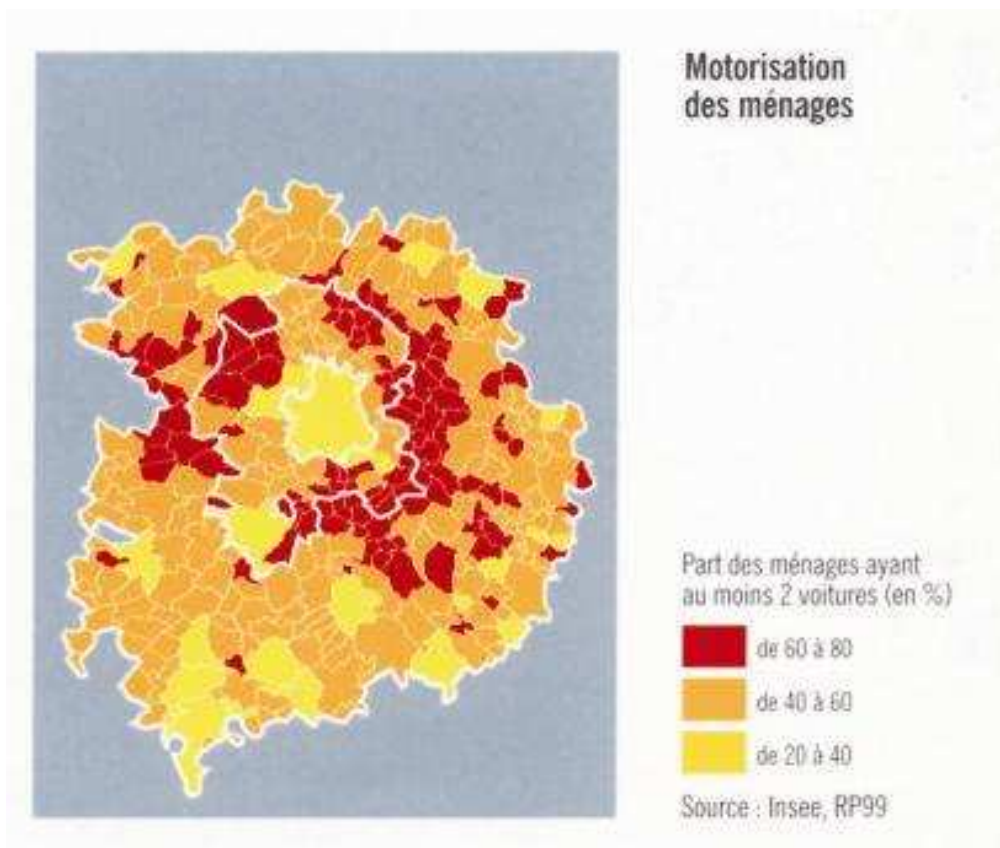 Motorisation
des ménages
Part des ménages ayant
au moins 2 voitures (en %)
de 60 à 80
de 40 à 60
de 20 à 40
Source : Insee, RP99